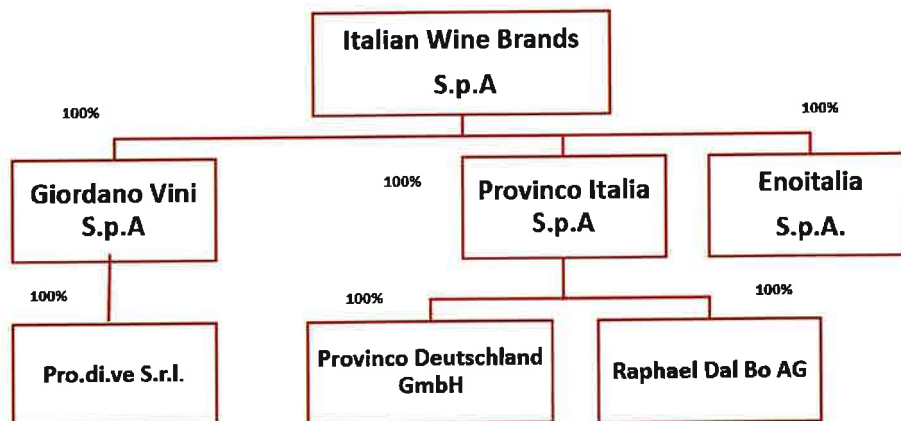 Italian Wine Brands
S.p.A
100%
100%
Giordano Vini
S.p.A
100%
Provinco Italia
S.p.A
Enoitalia
S.p.A.
100%
100%
100%
Pro.di.ve S.r.l.
Provinco Deutschland
GmbH
Raphael Dal Bo AG